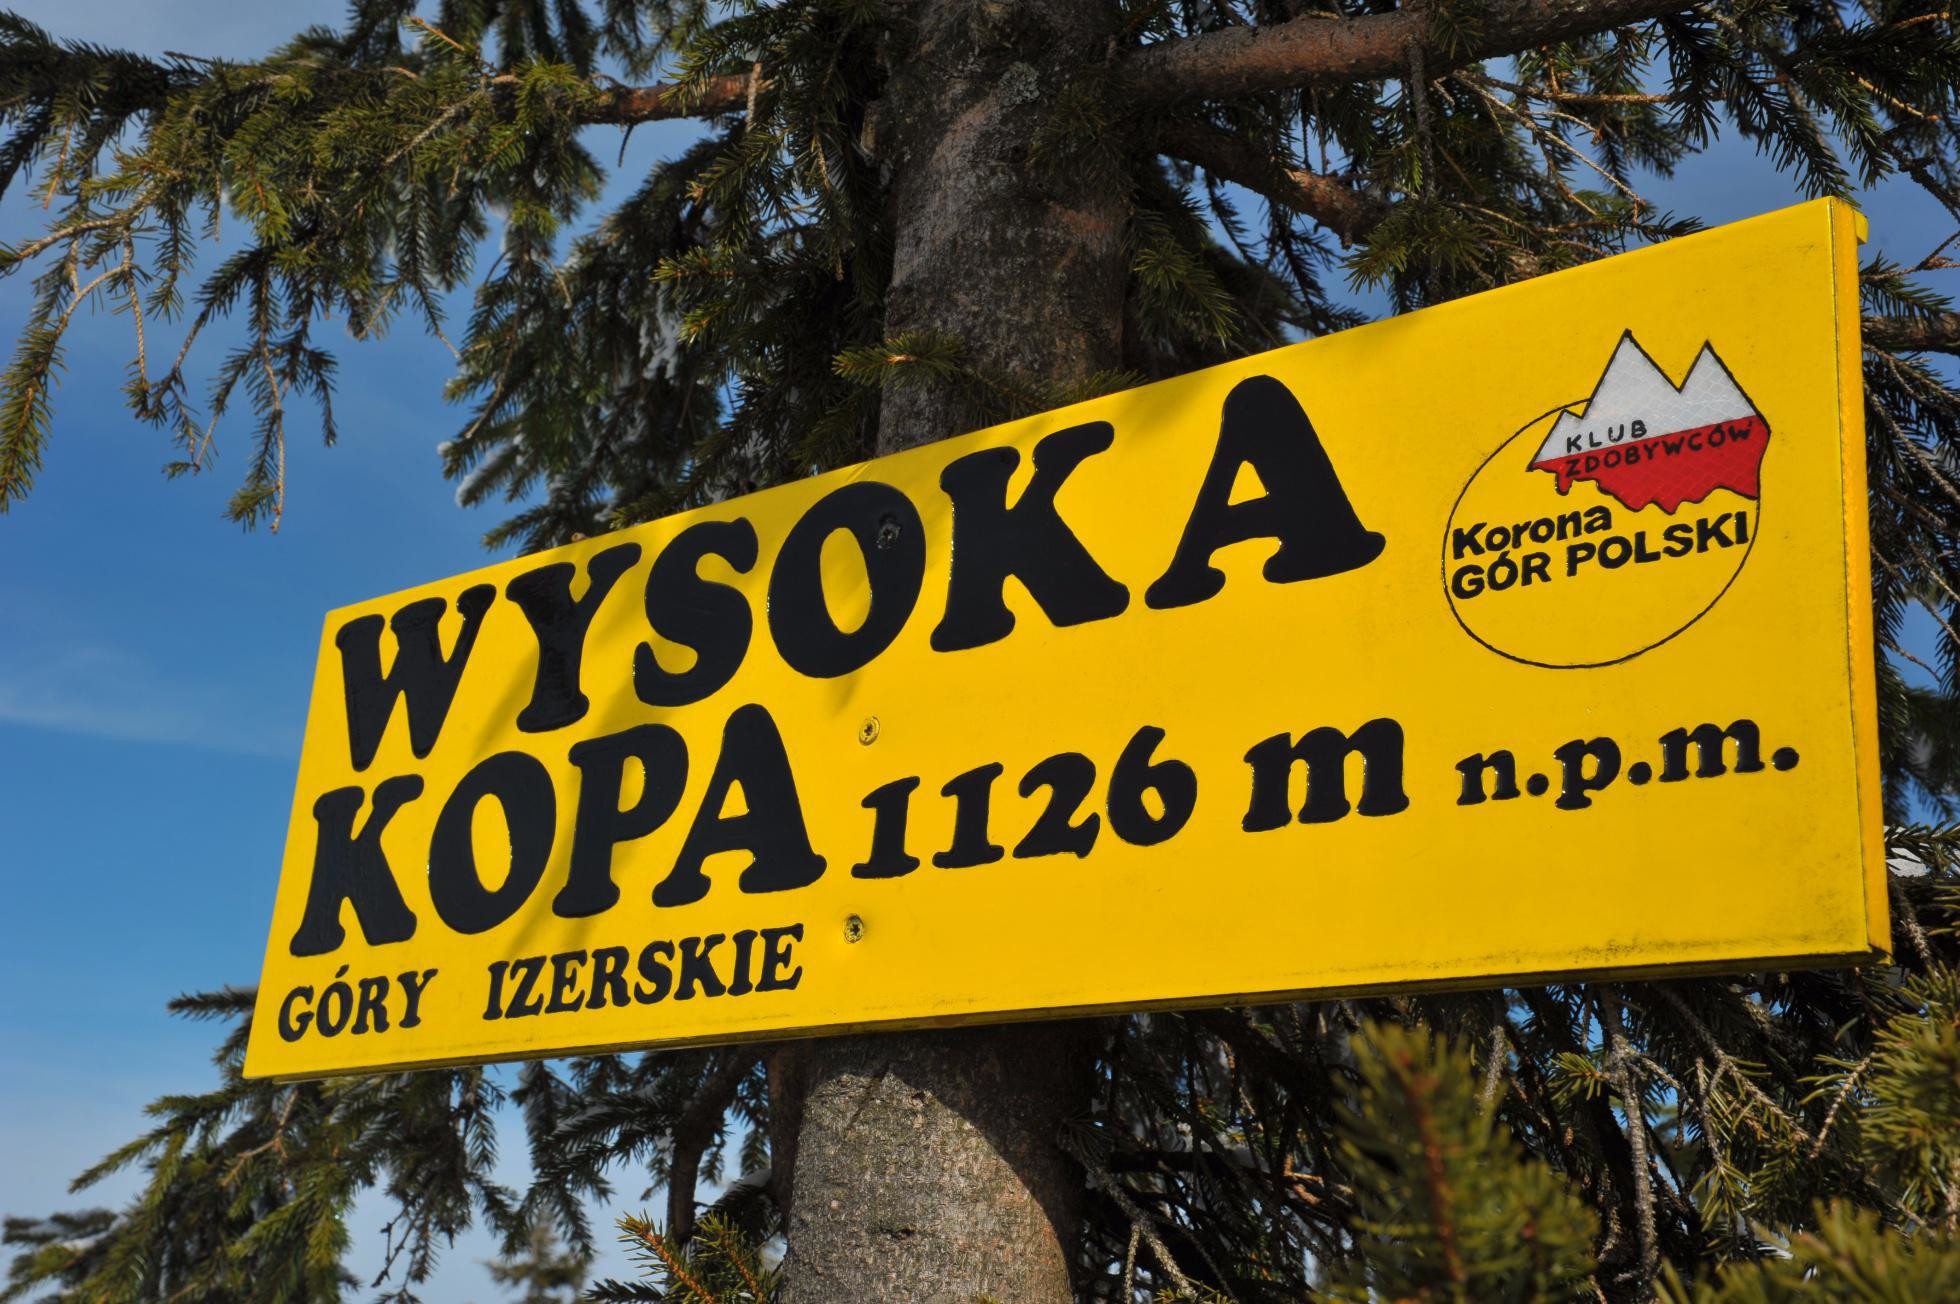 WYSOKA
KOPA 1126 m n.p.m.
GÓRY IZERSKIE
KLUB
ZDOBYWCÓW
Korona
GÓR POLSKI